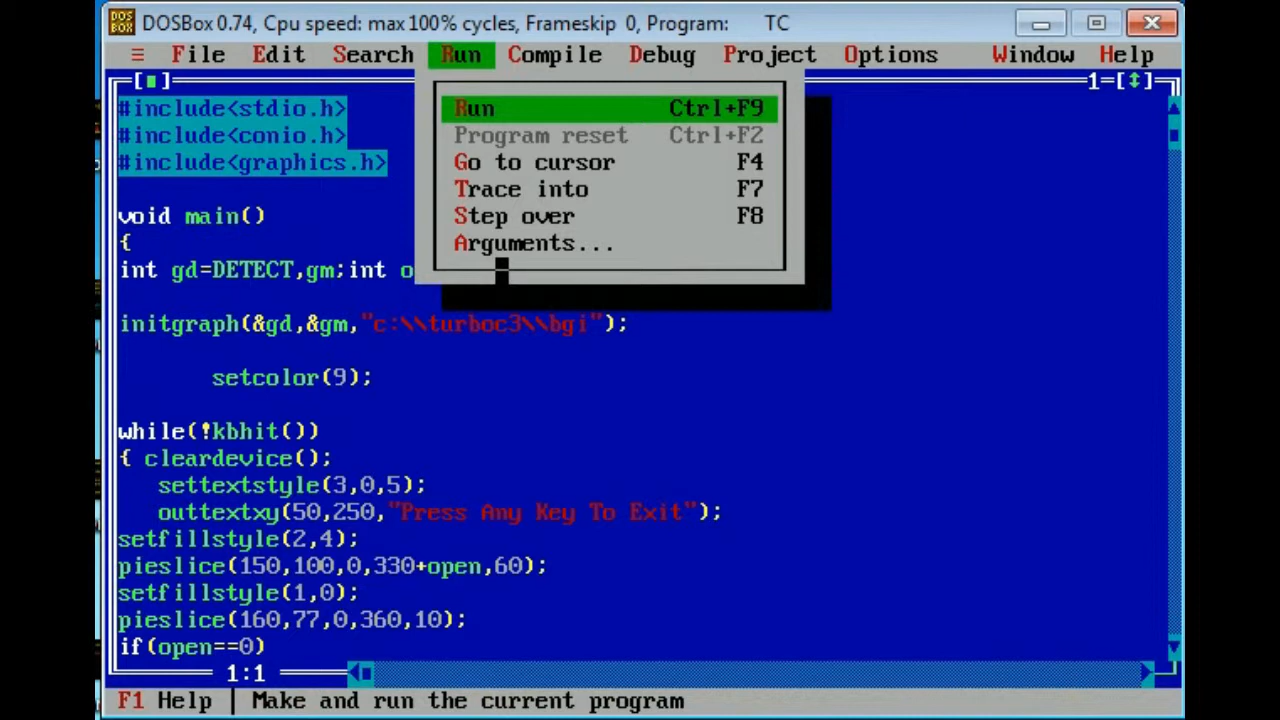 DOSBox 0.74, Cpu speed: max 100% cycles, Frameskip 0, Program: TC
≡ File Edit Search Run Compile Debug Project Options Window Help
1=[↕]
Run Ctrl+F9
Program reset Ctrl+F2
Go to cursor F4
Trace into F7
Step over F8
Arguments...
#include<stdio.h>
#include<conio.h>
#include<graphics.h>
void main()
{
int gd=DETECT,gm;int o
initgraph(&gd,&gm,"c:\\turboc3\\bgi");
setcolor(9);
while(!kbhit())
{ cleardevice();
settextstyle(3,0,5);
outtextxy(50,250,"Press Any Key To Exit");
setfillstyle(2,4);
pieslice(150,100,0,330+open,60);
setfillstyle(1,0);
pieslice(160,77,0,360,10);
if(open==0)
1:1
F1 Help | Make and run the current program